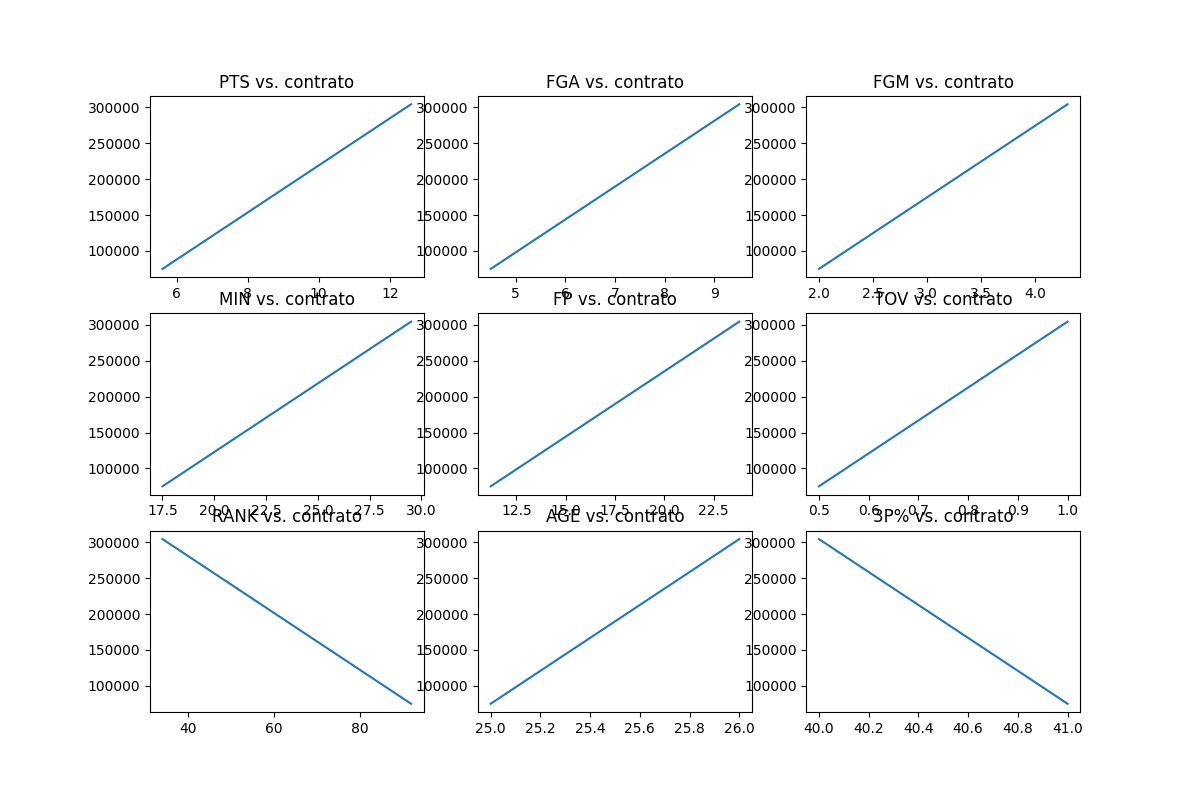 PTS vs. contrato
FGA vs. contrato
FGM vs. contrato
300000
250000
200000
150000
100000
6 8 10 12
300000
250000
200000
150000
100000
5 6 7 8 9
300000
250000
200000
150000
100000
2.0 2.5 3.0 3.5 4.0
MIN vs. contrato
FP vs. contrato
TOV vs. contrato
300000
250000
200000
150000
100000
17.5 20.0 22.5 25.0 27.5 30.0
300000
250000
200000
150000
100000
12.5 15.0 17.5 20.0 22.5
300000
250000
200000
150000
100000
0.5 0.6 0.7 0.8 0.9 1.0
RANK vs. contrato
AGE vs. contrato
3P% vs. contrato
300000
250000
200000
150000
100000
40 60 80
300000
250000
200000
150000
100000
25.0 25.2 25.4 25.6 25.8 26.0
300000
250000
200000
150000
100000
40.0 40.2 40.4 40.6 40.8 41.0